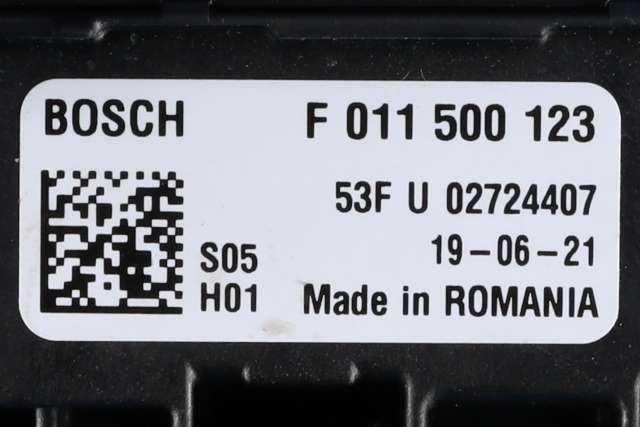 BOSCH F 011 500 123
53F U 02724407
S05 19-06-21
H01 Made in ROMANIA